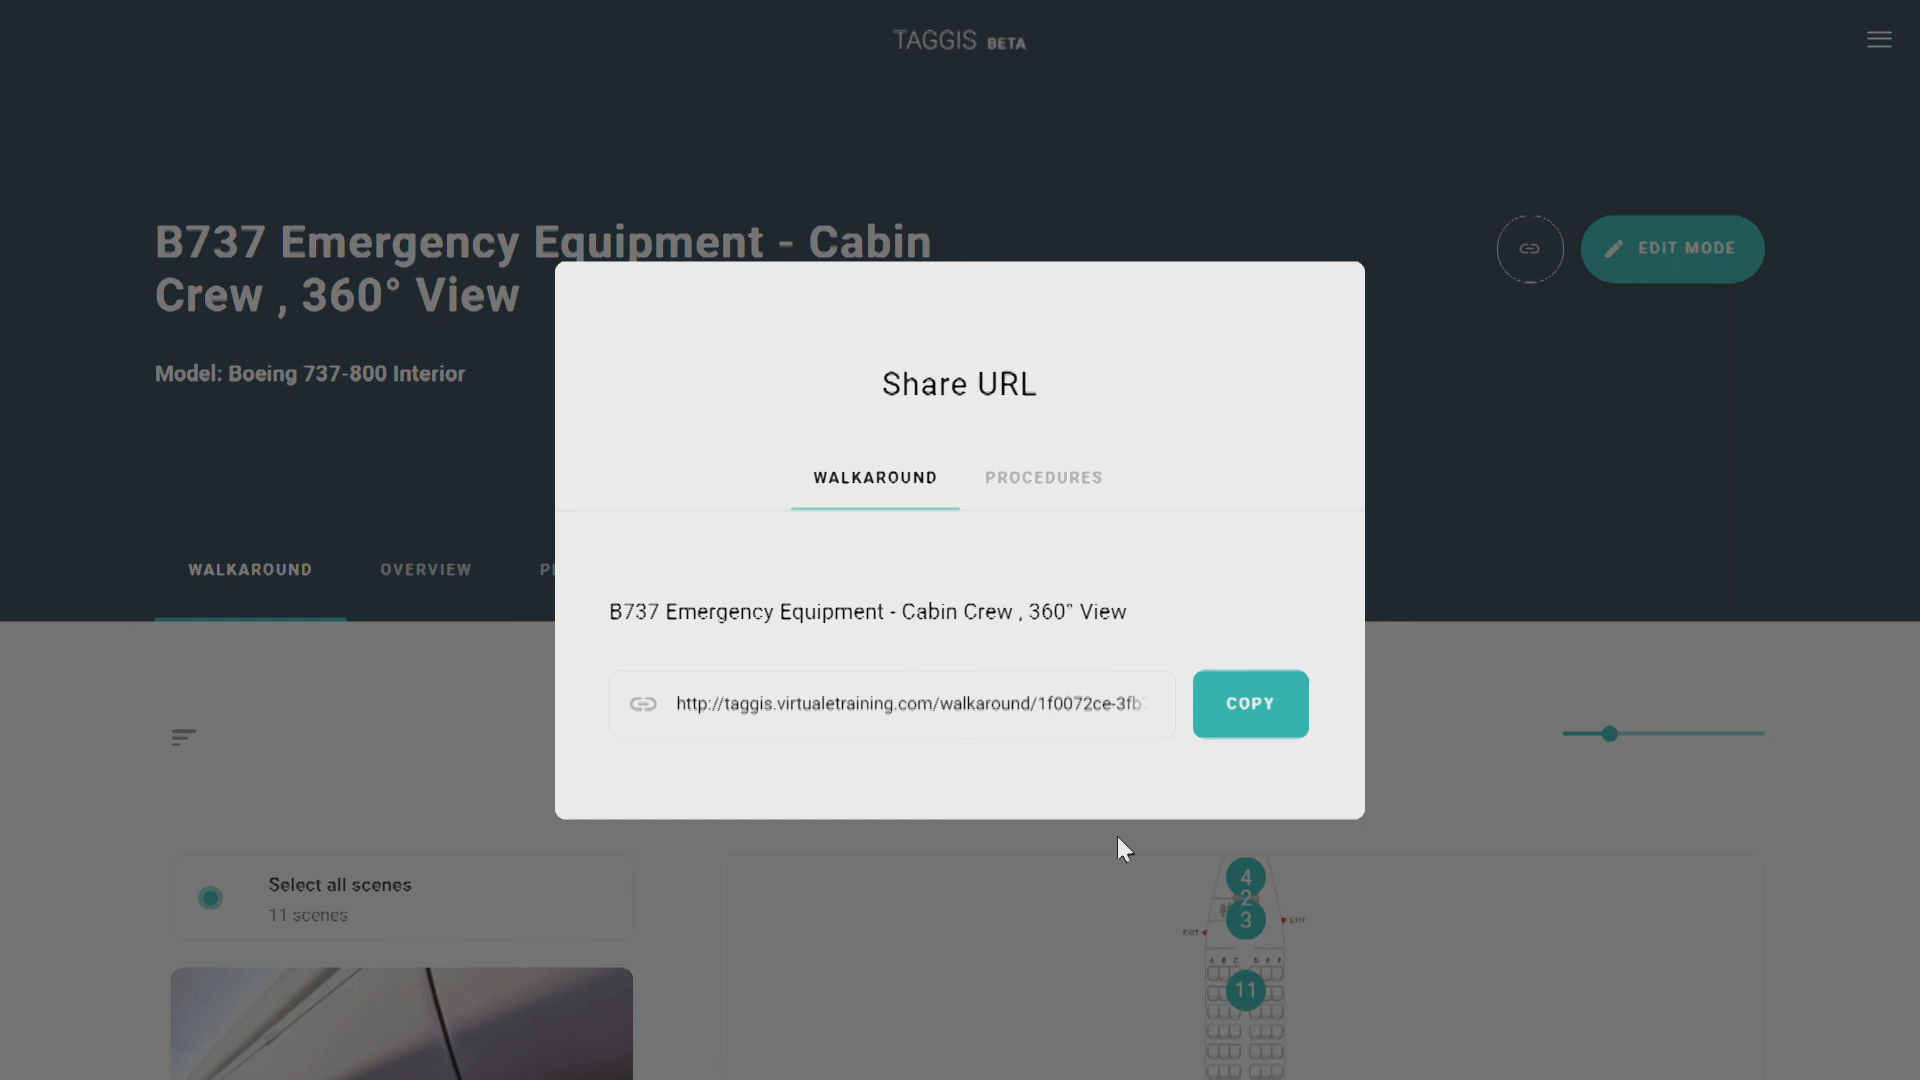 TAGGIS BETA
B737 Emergency Equipment - Cabin
Crew , 360° View
EDIT MODE
Model: Boeing 737-800 Interior
Share URL
WALKAROUND PROCEDURES
WALKAROUND OVERVIEW
B737 Emergency Equipment - Cabin Crew , 360° View
http://taggis.virtualetraining.com/walkaround/1f0072ce-3fb
COPY
Select all scenes
11 scenes
4
2
3
EXIT
EXIT
A B C D E F
11